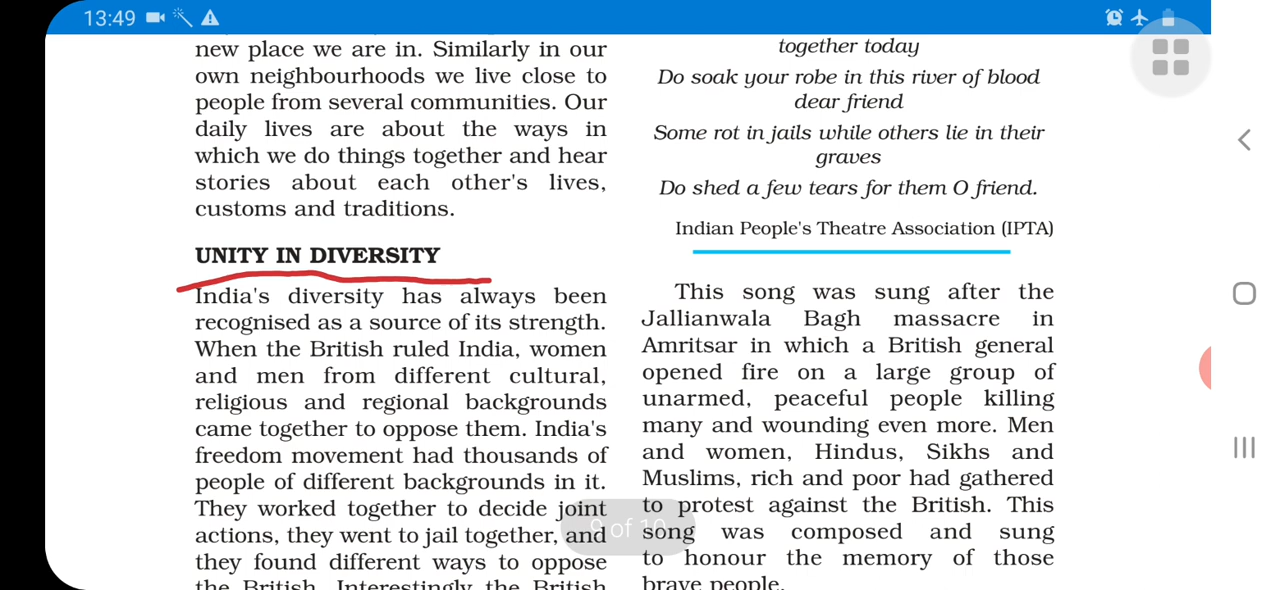 13:49
new place we are in. Similarly in our
own neighbourhoods we live close to
people from several communities. Our
daily lives are about the ways in
which we do things together and hear
stories about each other's lives,
customs and traditions.
UNITY IN DIVERSITY
India's diversity has always been
recognised as a source of its strength.
When the British ruled India, women
and men from different cultural,
religious and regional backgrounds
came together to oppose them. India's
freedom movement had thousands of
people of different backgrounds in it.
They worked together to decide joint
actions, they went to jail together, and
they found different ways to oppose
the British. Interestingly the British
together today
Do soak your robe in this river of blood
dear friend
Some rot in jails while others lie in their
graves
Do shed a few tears for them O friend.
Indian People's Theatre Association (IPTA)
This song was sung after the
Jallianwala Bagh massacre in
Amritsar in which a British general
opened fire on a large group of
unarmed, peaceful people killing
many and wounding even more. Men
and women, Hindus, Sikhs and
Muslims, rich and poor had gathered
to protest against the British. This
song was composed and sung
to honour the memory of those
brave people.
9 of 10